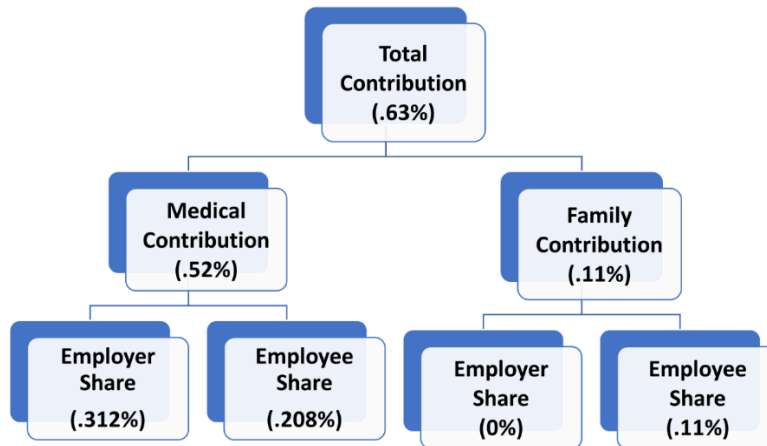 Total
Contribution
(.63%)
Medical
Contribution
(.52%)
Family
Contribution
(.11%)
Employer
Share
(.312%)
Employee
Share
(.208%)
Employer
Share
(0%)
Employee
Share
(.11%)